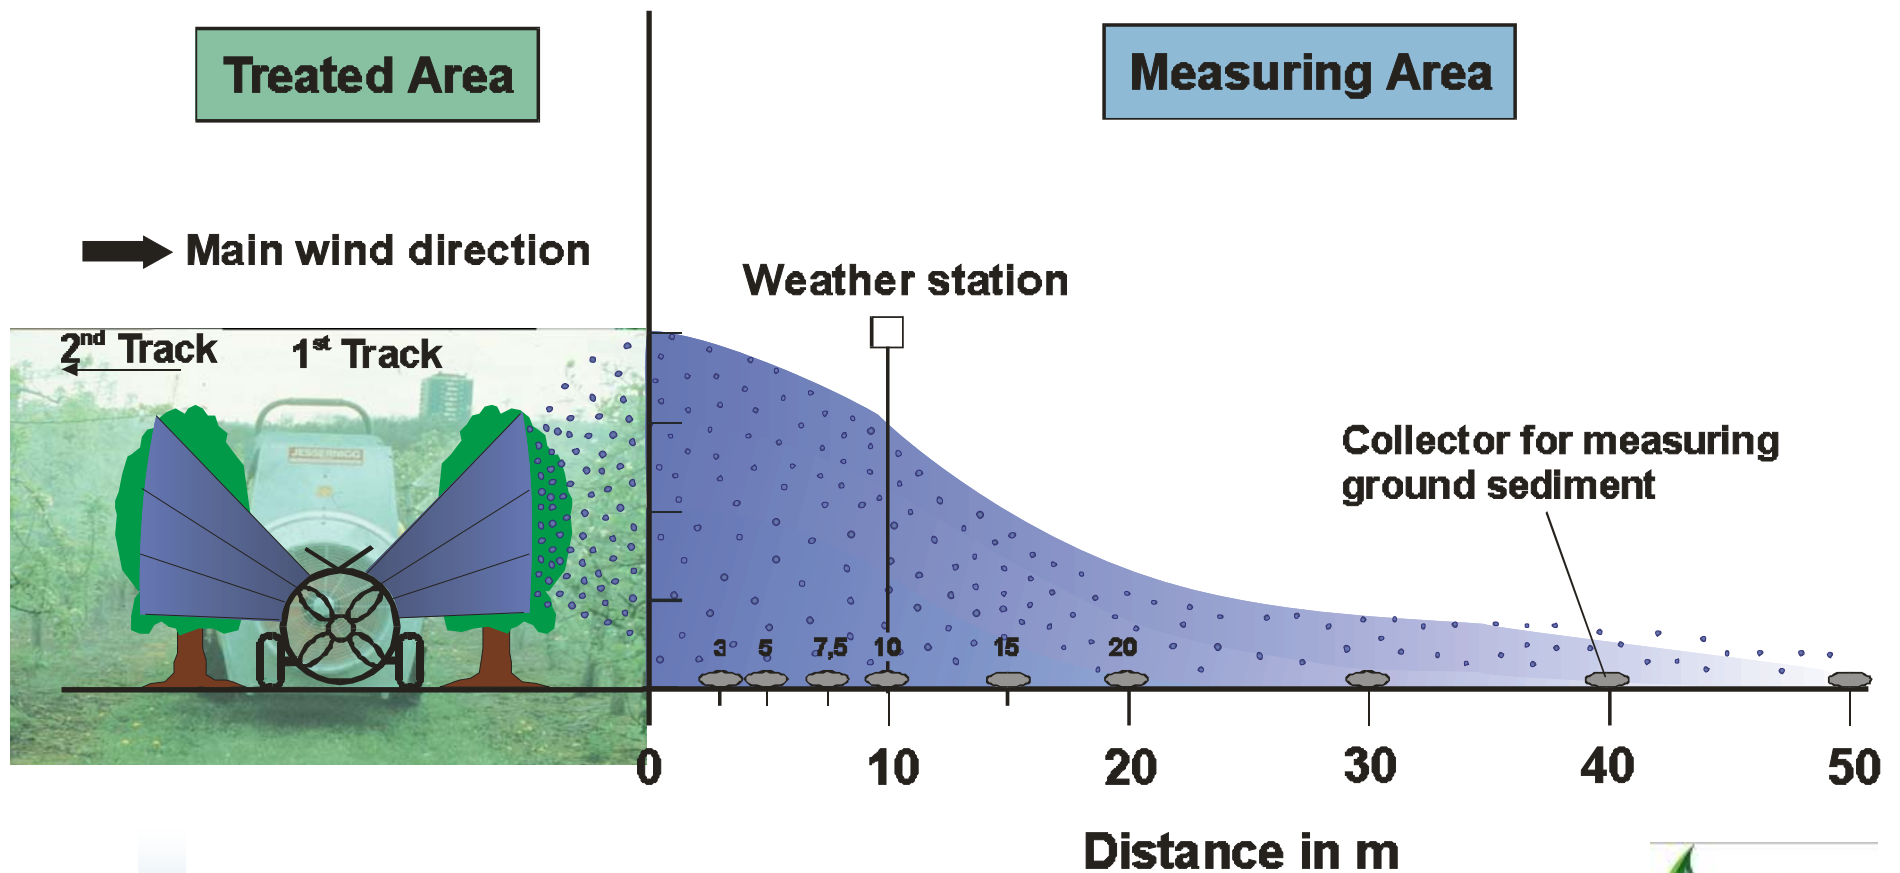 Treated Area
Measuring Area
Main wind direction
Weather station
2nd Track
1st Track
JESSERNIGG
Collector for measuring
ground sediment
3 5 7,5 10 15 20
0 10 20 30 40 50
Distance in m